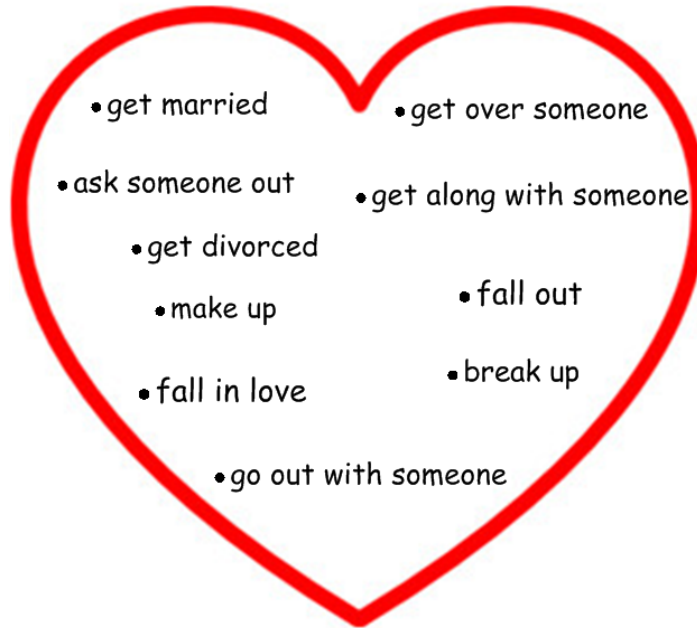 • get married
• get over someone
• ask someone out
• get along with someone
• get divorced
• fall out
• make up
• break up
• fall in love
• go out with someone